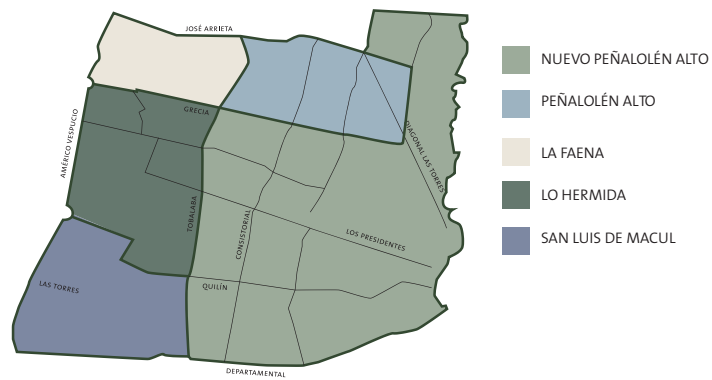 JOSÉ ARRIETA
GRECIA
AMÉRICO VESPUCIO
DIAGONAL LAS TORRES
TOBALABA
CONSISTORIAL
LOS PRESIDENTES
LAS TORRES
QUILÍN
DEPARTAMENTAL
NUEVO PEÑALOLÉN ALTO
PEÑALOLÉN ALTO
LA FAENA
LO HERMIDA
SAN LUIS DE MACUL